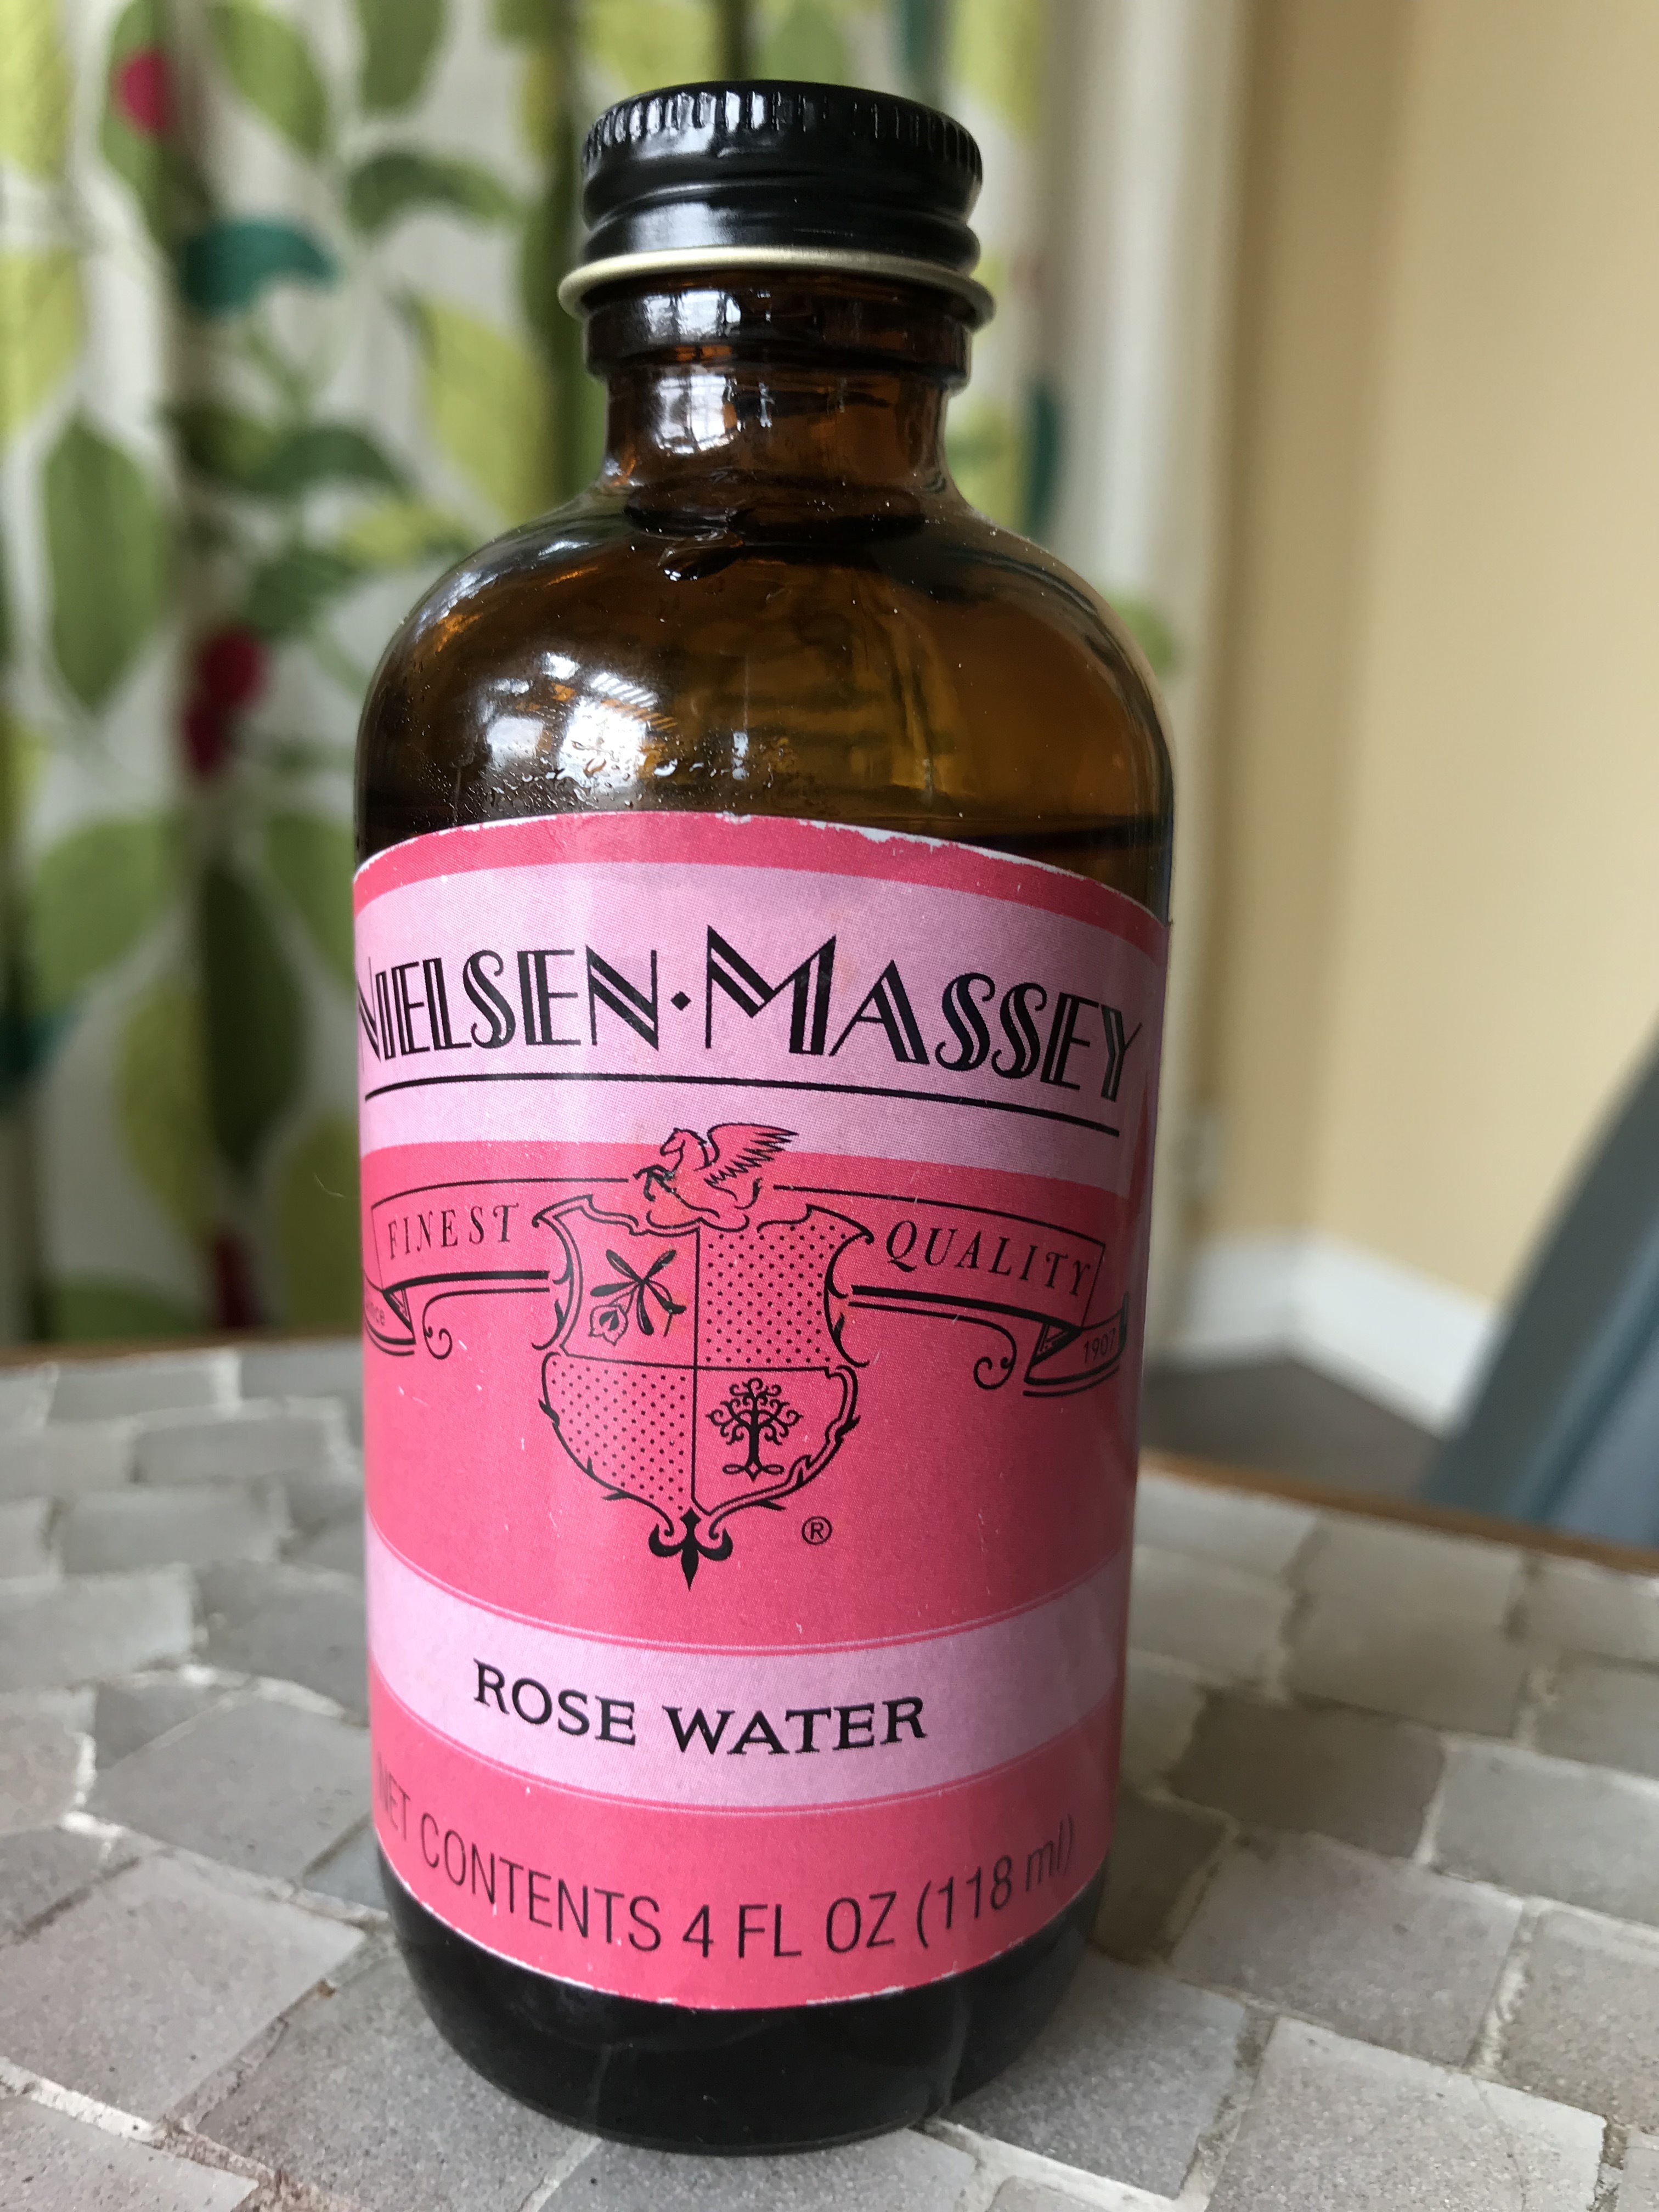 NIELSEN·MASSEY
FINEST QUALITY
1907
®
ROSE WATER
NET CONTENTS 4 FL OZ (118 ml)